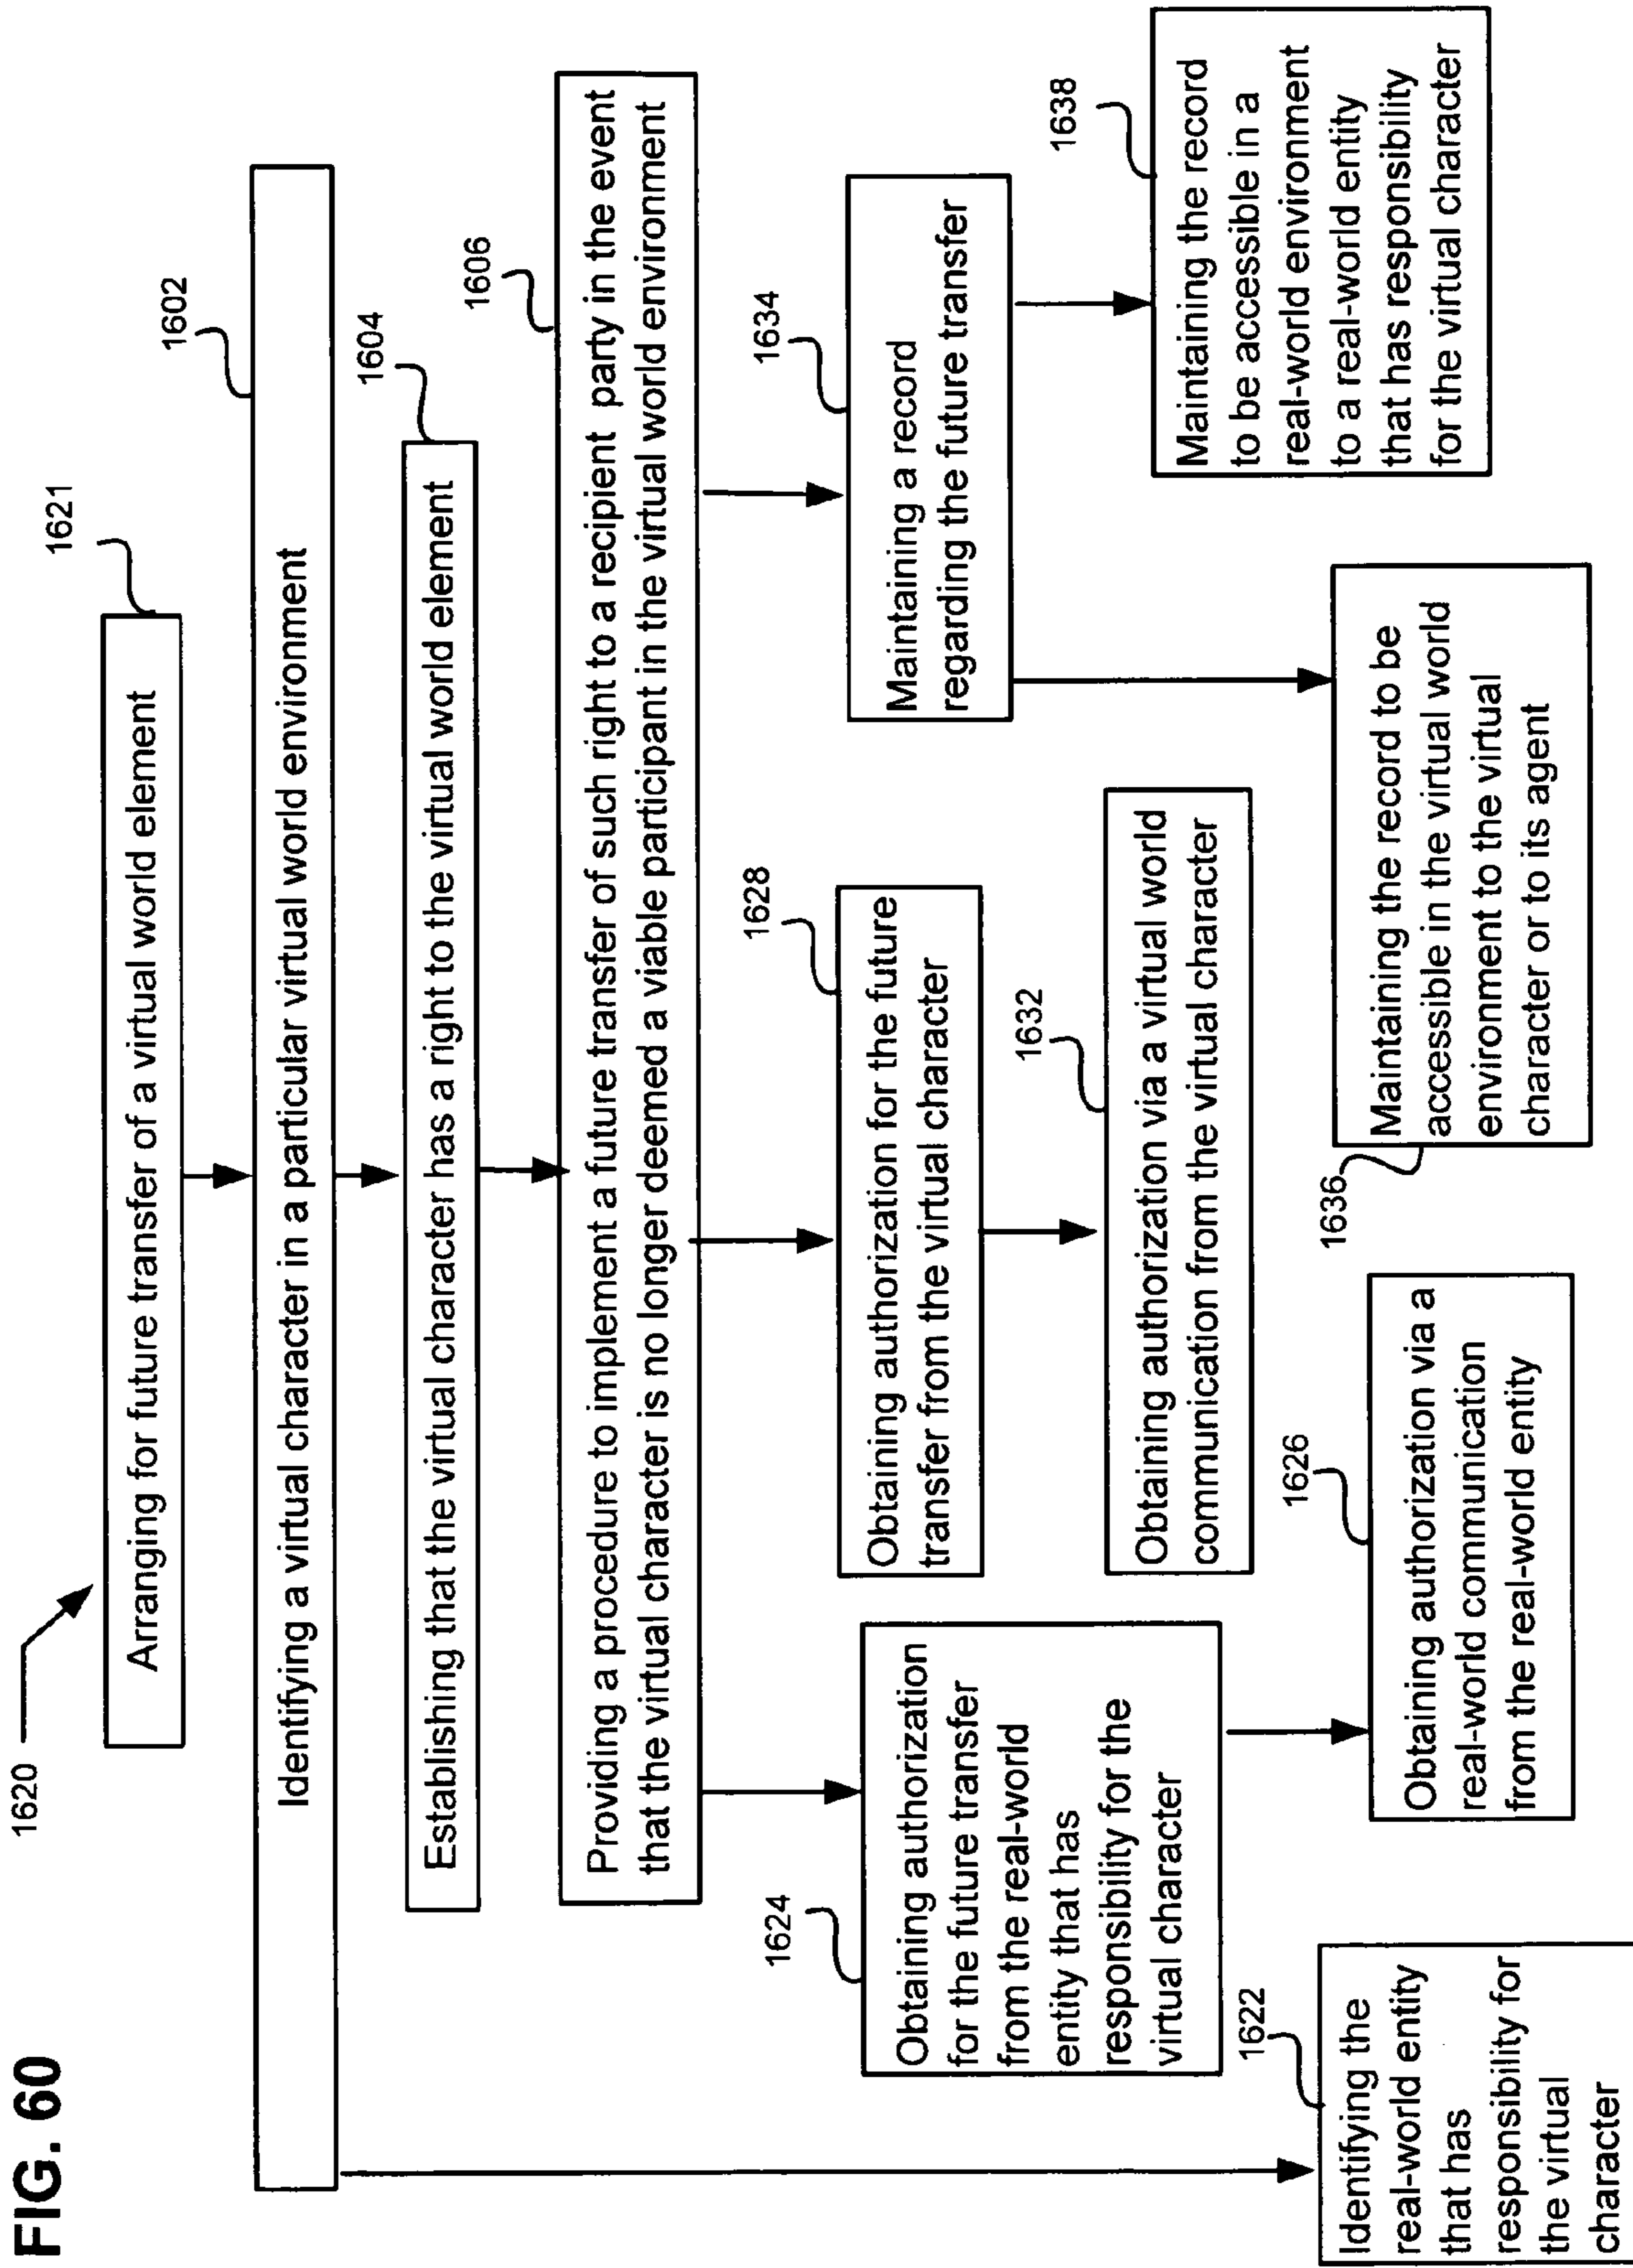 FIG. 60
1620
1621
Arranging for future transfer of a virtual world element
1602
Identifying a virtual character in a particular virtual world environment
1604
Establishing that the virtual character has a right to the virtual world element
1606
Providing a procedure to implement a future transfer of such right to a recipient party in the event
that the virtual character is no longer deemed a viable participant in the virtual world environment
1624
Obtaining authorization
for the future transfer
from the real-world
entity that has
responsibility for the
virtual character
1628
Obtaining authorization for the future
transfer from the virtual character
1634
Maintaining a record
regarding the future transfer
1622
Identifying the
real-world entity
that has
responsibility for
the virtual
character
1626
Obtaining authorization via a
real-world communication
from the real-world entity
1632
Obtaining authorization via a virtual world
communication from the virtual character
1636
Maintaining the record to be
accessible in the virtual world
environment to the virtual
character or to its agent
1638
Maintaining the record
to be accessible in a
real-world environment
to a real-world entity
that has responsibility
for the virtual character